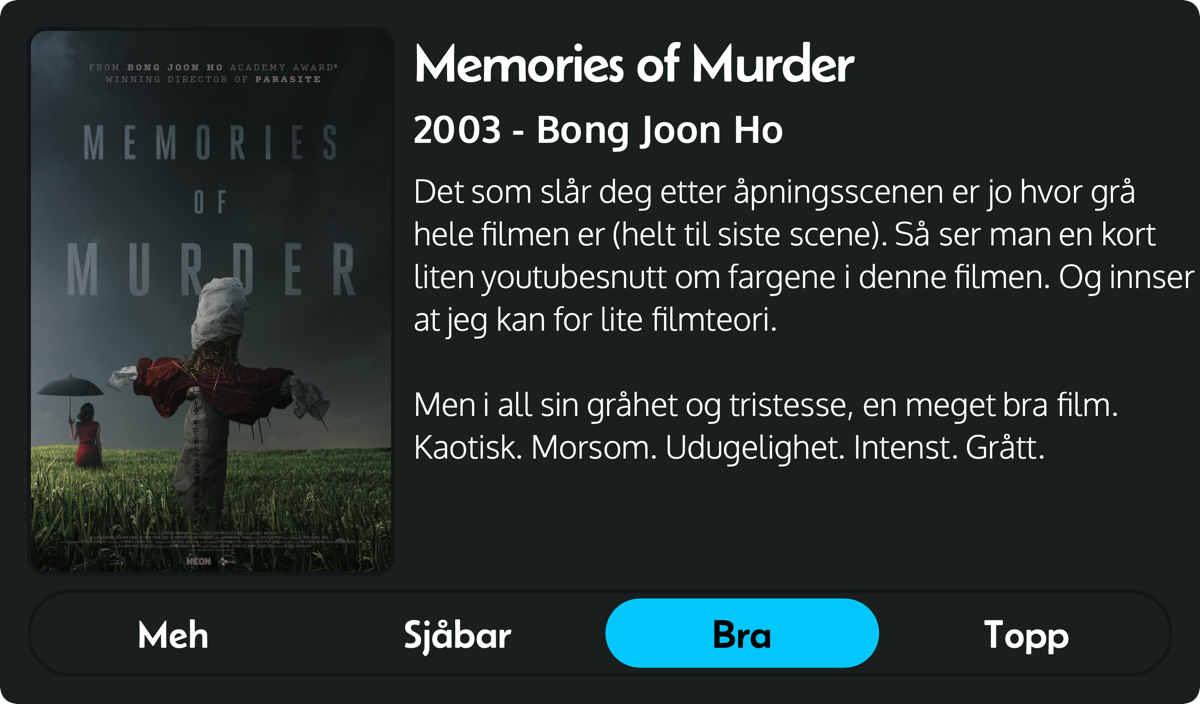 FROM BONG JOON HO ACADEMY AWARD®
WINNING DIRECTOR OF PARASITE
MEMORIES
OF
MURDER
NEON
Memories of Murder
2003 - Bong Joon Ho
Det som slår deg etter åpningsscenen er jo hvor grå
hele filmen er (helt til siste scene). Så ser man en kort
liten youtubesnutt om fargene i denne filmen. Og innser
at jeg kan for lite filmteori.
Men i all sin gråhet og tristesse, en meget bra film.
Kaotisk. Morsom. Udugelighet. Intenst. Grått.
Meh
Sjåbar
Bra
Topp